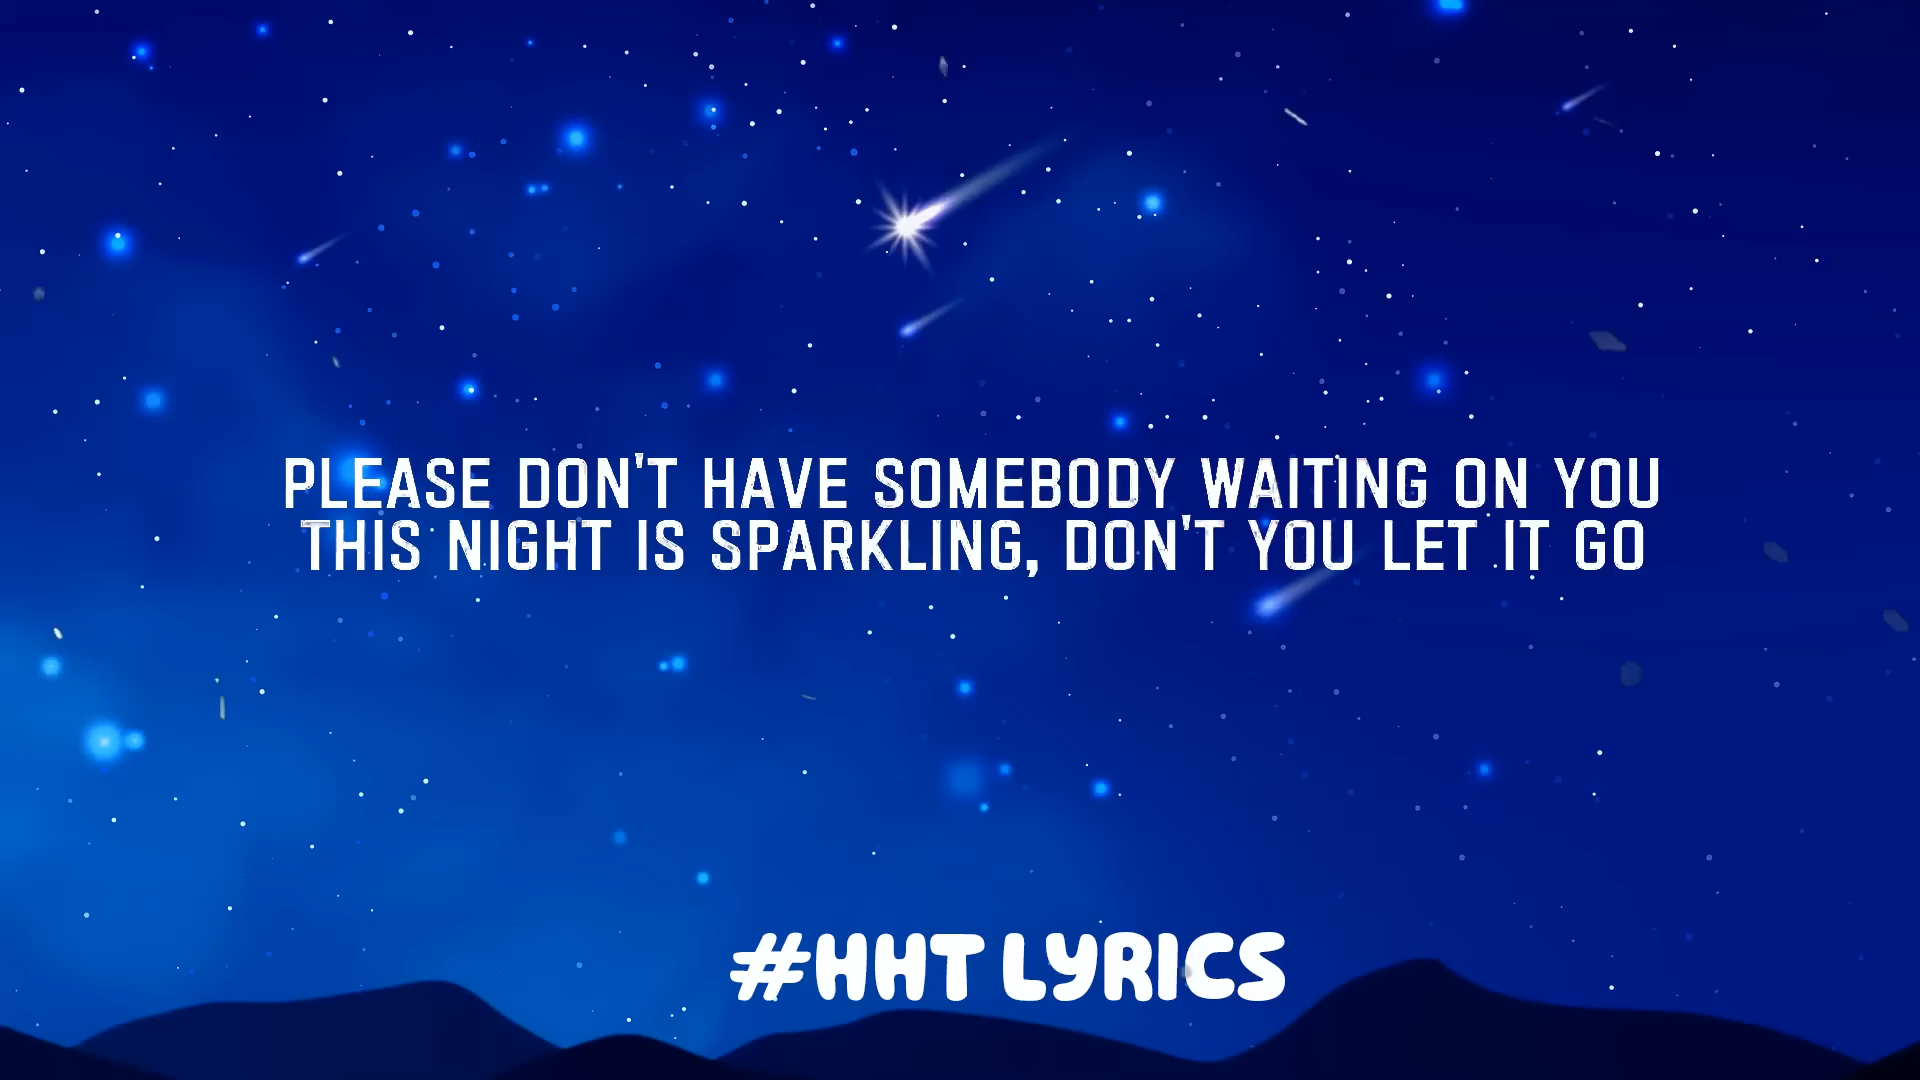 PLEASE DON'T HAVE SOMEBODY WAITING ON YOU
THIS NIGHT IS SPARKLING, DON'T YOU LET IT GO
#HHT LYRICS